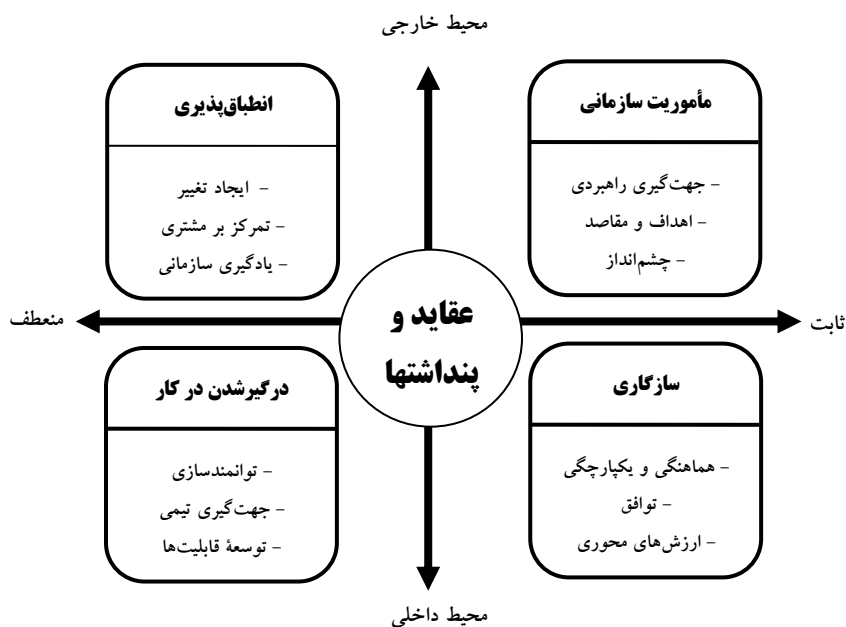 محیط خارجی
مأموریت سازمانی
- جهت‌گیری راهبردی
- اهداف و مقاصد
- چشم‌انداز
انطباق‌پذیری
- ایجاد تغییر
- تمرکز بر مشتری
- یادگیری سازمانی
ثابت
عقاید و
پنداشتها
منعطف
سازگاری
- هماهنگی و یکپارچگی
- توافق
- ارزش‌های محوری
درگیرشدن در کار
- توانمندسازی
- جهت‌گیری تیمی
- توسعهٔ قابلیت‌ها
محیط داخلی